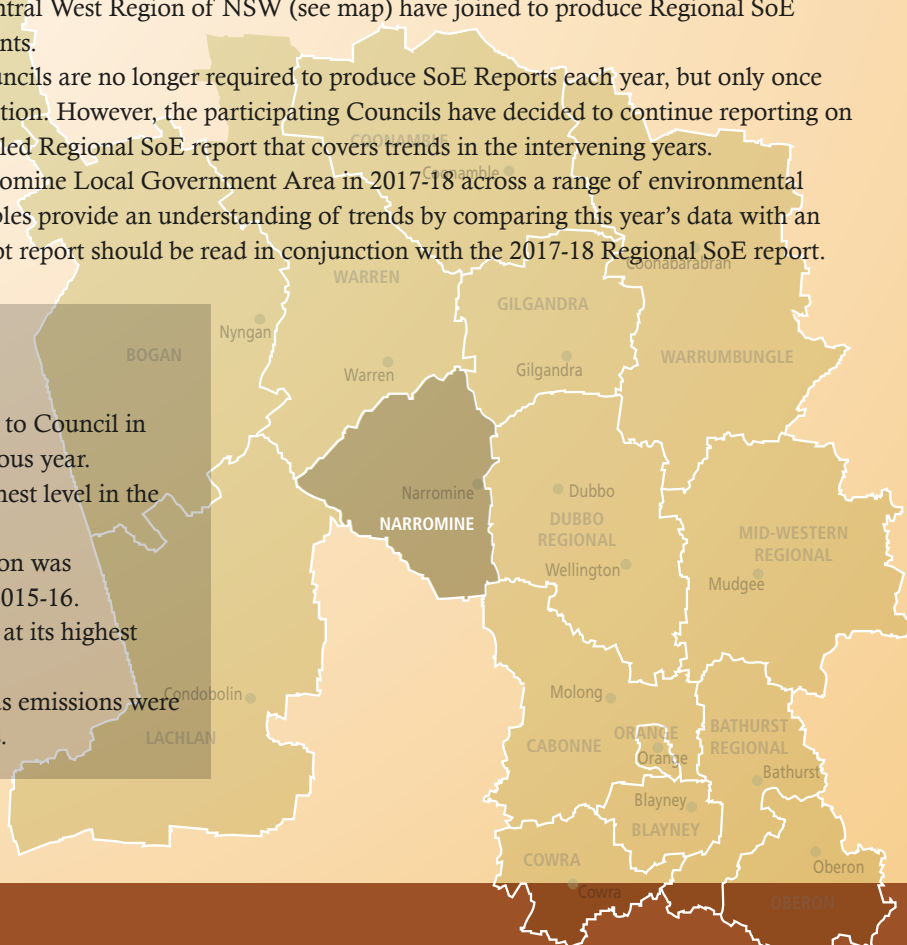 ntral West Region of NSW (see map) have joined to produce Regional SoE
nts.
uncils are no longer required to produce SoE Reports each year, but only once
tion. However, the participating Councils have decided to continue reporting on
led Regional SoE report that covers trends in the intervening years.
omine Local Government Area in 2017-18 across a range of environmental
bles provide an understanding of trends by comparing this year's data with an
ot report should be read in conjunction with the 2017-18 Regional SoE report.
to Council in
ous year.
hest level in the
on was
015-16.
at its highest
as emissions were
s.
COONAMBLE
Coonamble
Coonabarabran
WARREN
GILGANDRA
Nyngan
BOGAN
Warren
Gilgandra
WARRUMBUNGLE
Narromine
NARROMINE
Dubbo
DUBBO
REGIONAL
Wellington
MID-WESTERN
REGIONAL
Mudgee
Condobolin
LACHLAN
Molong
CABONNE
ORANGE
Orange
BATHURST
REGIONAL
Bathurst
Blayney
BLAYNEY
COWRA
Cowra
Oberon
OBERON